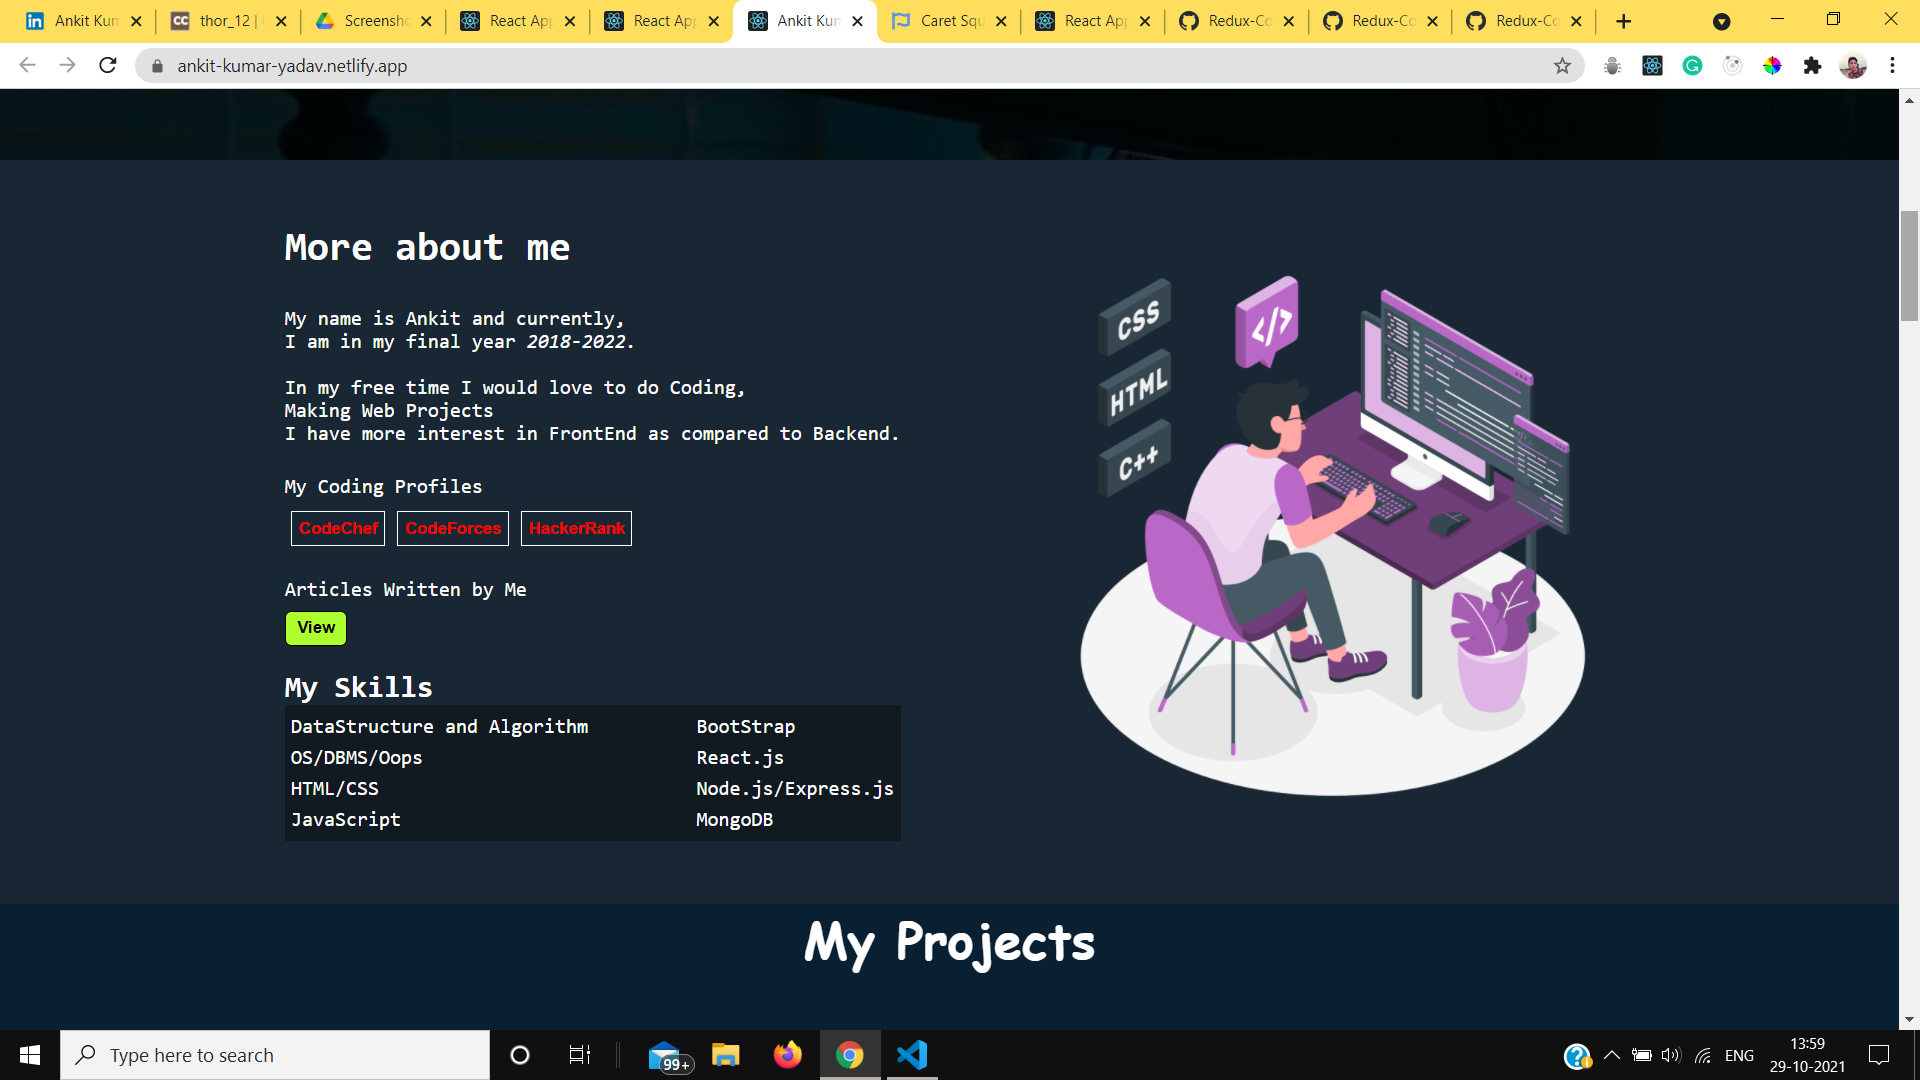 Ankit Kum
thor_12 |
Screensho
React App
React App
Ankit Kum
Caret Squ
React App
Redux-Co
Redux-Co
Redux-Co
ankit-kumar-yadav.netlify.app
More about me
My name is Ankit and currently,
I am in my final year 2018-2022.
In my free time I would love to do Coding,
Making Web Projects
I have more interest in FrontEnd as compared to Backend.
My Coding Profiles
CodeChef CodeForces HackerRank
Articles Written by Me
View
My Skills
DataStructure and Algorithm BootStrap
OS/DBMS/Oops React.js
HTML/CSS Node.js/Express.js
JavaScript MongoDB
CSS
HTML
C++
</>
My Projects
Type here to search
99+
ENG
13:59
29-10-2021